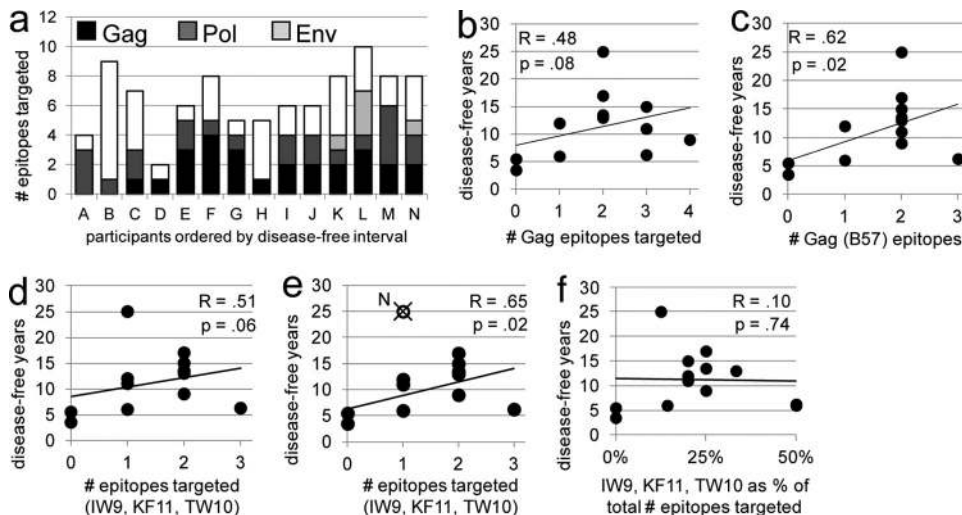 a
Gag Pol Env
# epitopes targeted
12
10
8
6
4
2
0
A B C D E F G H I J K L M N
participants ordered by disease-free interval
b
R = .48
p = .08
disease-free years
30
25
20
15
10
5
0
0 1 2 3 4
# Gag epitopes targeted
c
R = .62
p = .02
disease-free years
30
25
20
15
10
5
0
0 1 2 3
# Gag (B57) epitopes
d
R = .51
p = .06
disease-free years
30
25
20
15
10
5
0
0 1 2 3
# epitopes targeted
(IW9, KF11, TW10)
e
N
R = .65
p = .02
disease-free years
30
25
20
15
10
5
0
0 1 2 3
# epitopes targeted
(IW9, KF11, TW10)
f
R = .10
p = .74
disease-free years
30
25
20
15
10
5
0
0% 25% 50%
IW9, KF11, TW10 as % of
total # epitopes targeted